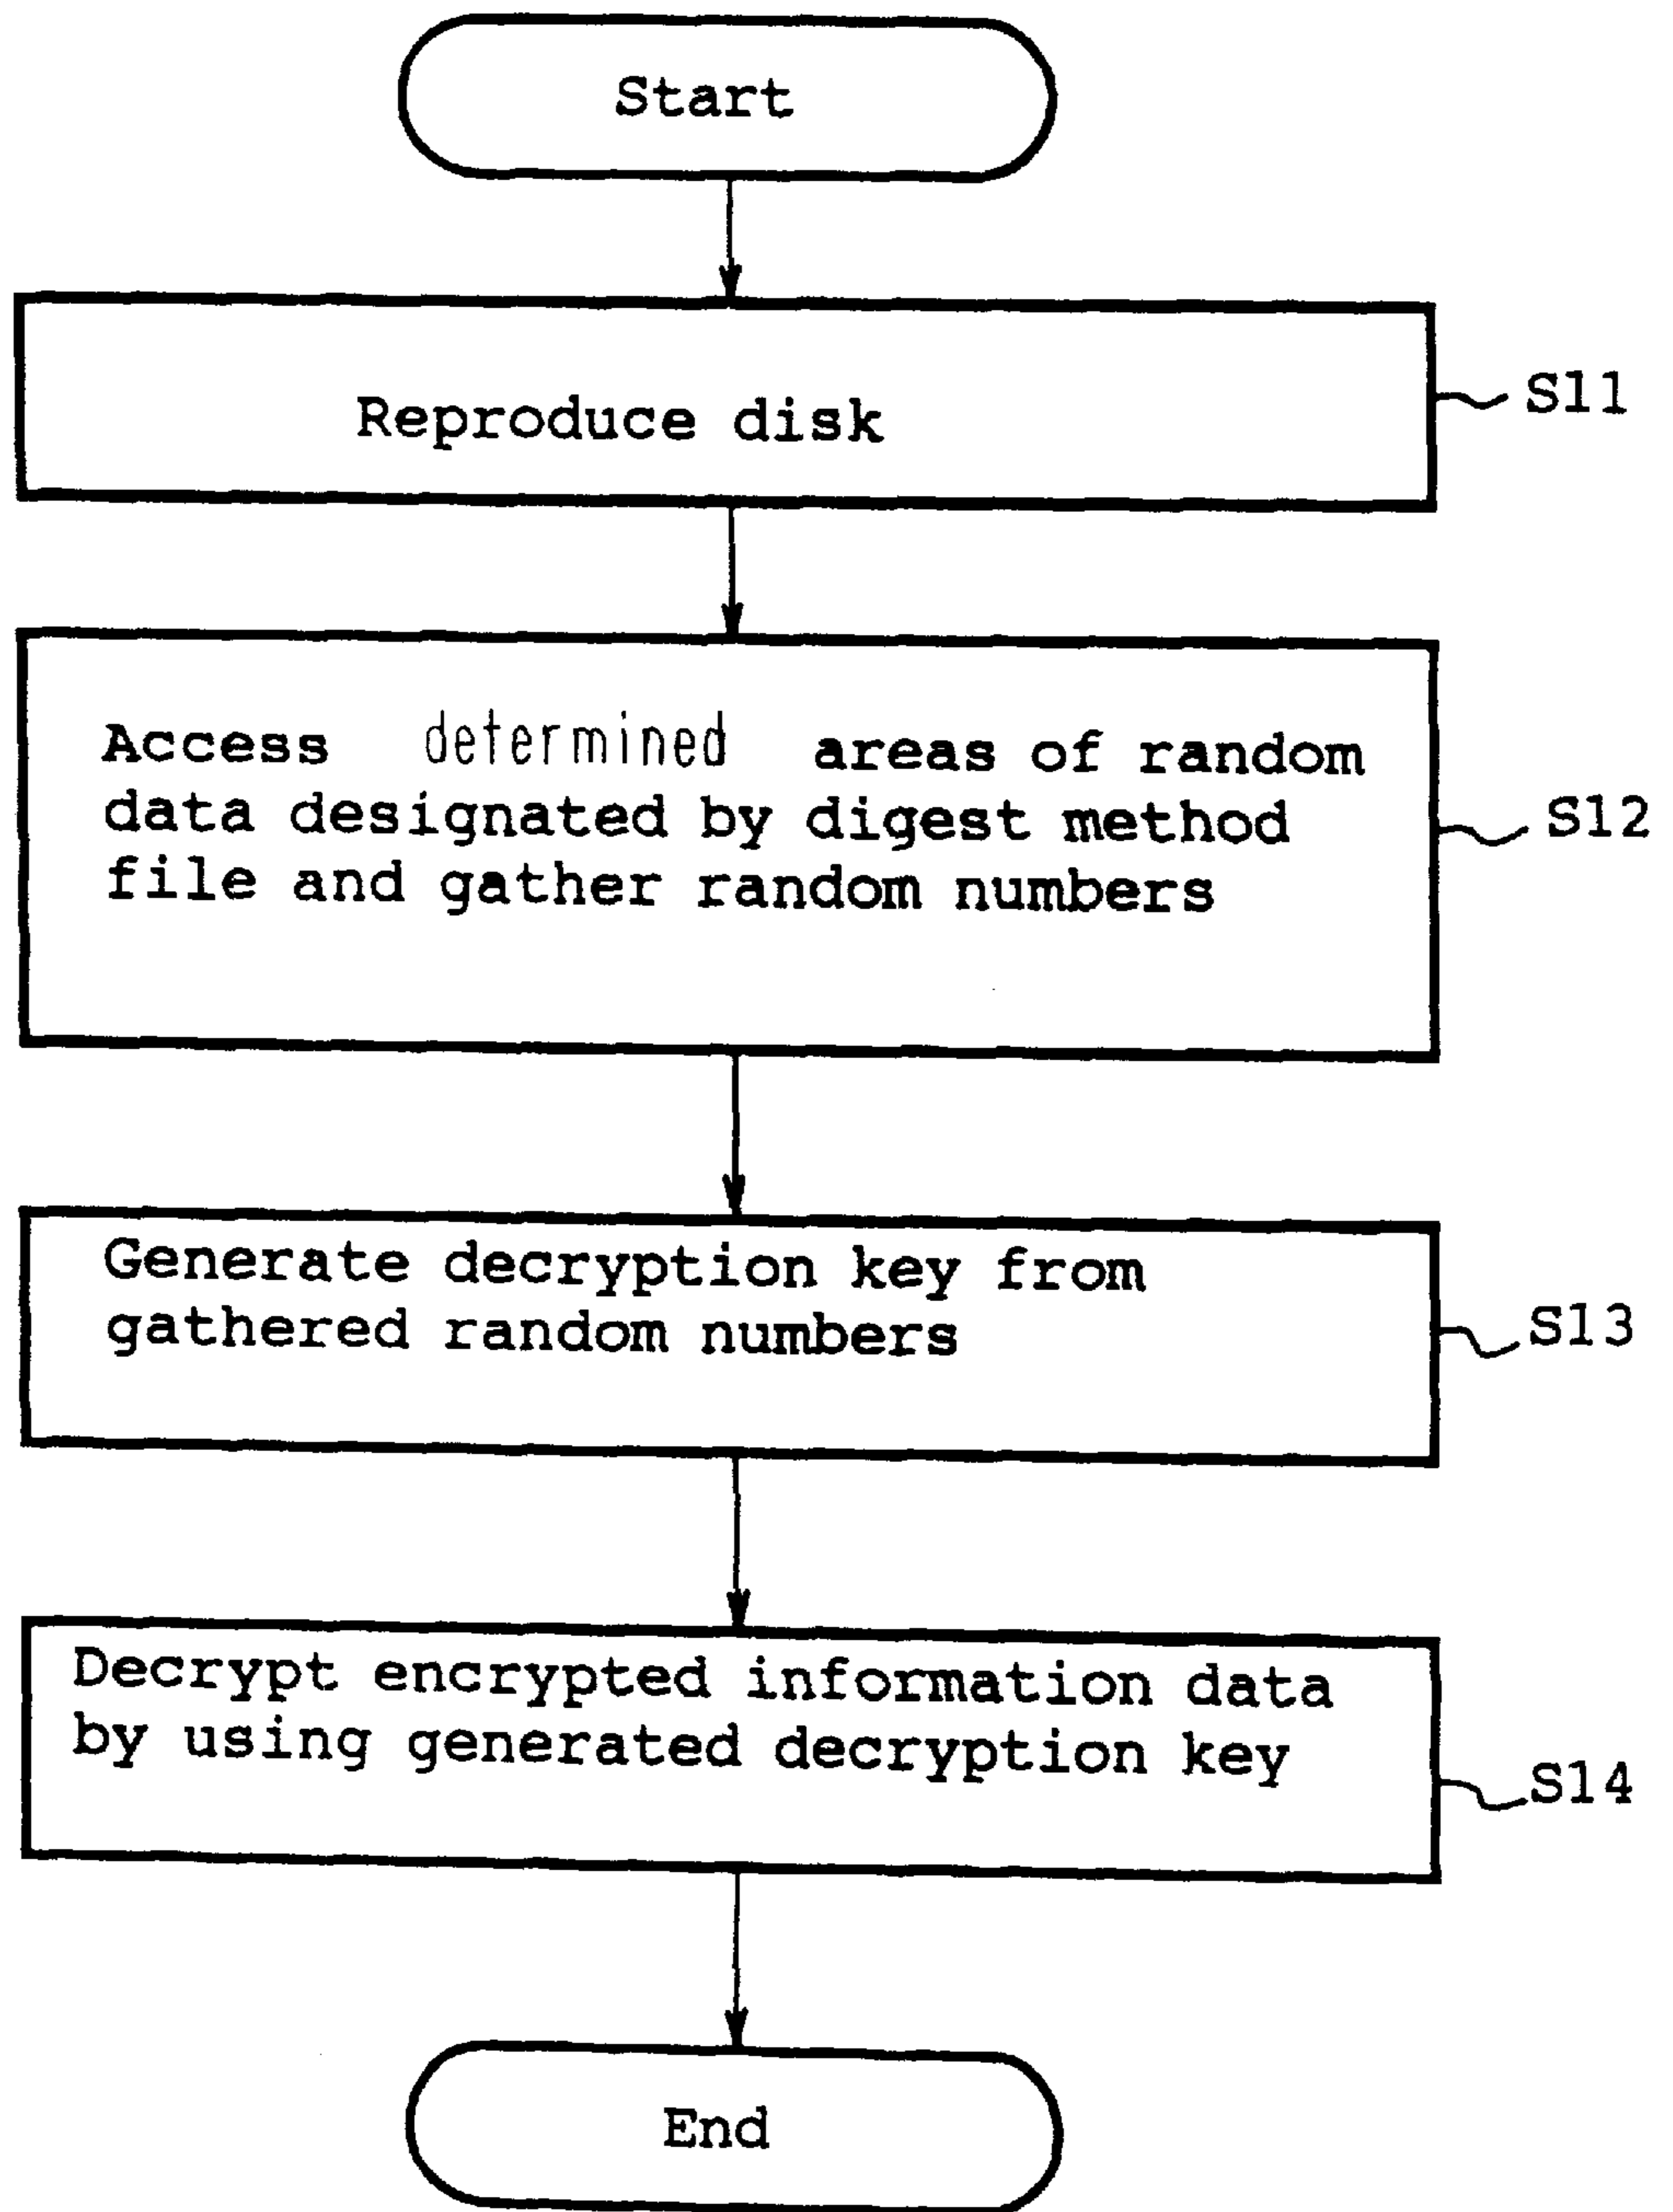 Start
Reproduce disk
S11
Access determined areas of random
data designated by digest method
file and gather random numbers
S12
Generate decryption key from
gathered random numbers
S13
Decrypt encrypted information data
by using generated decryption key
S14
End